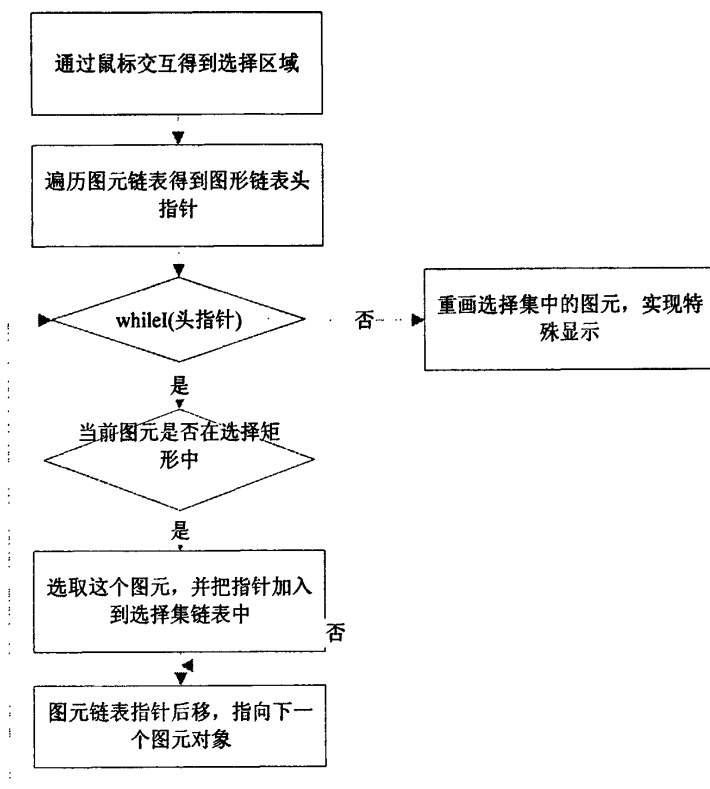 通过鼠标交互得到选择区域
遍历图元链表得到图形链表头
指针
whileI(头指针)
否
重画选择集中的图元，实现特
殊显示
是
当前图元是否在选择矩
形中
是
选取这个图元，并把指针加入
到选择集链表中
否
图元链表指针后移，指向下一
个图元对象